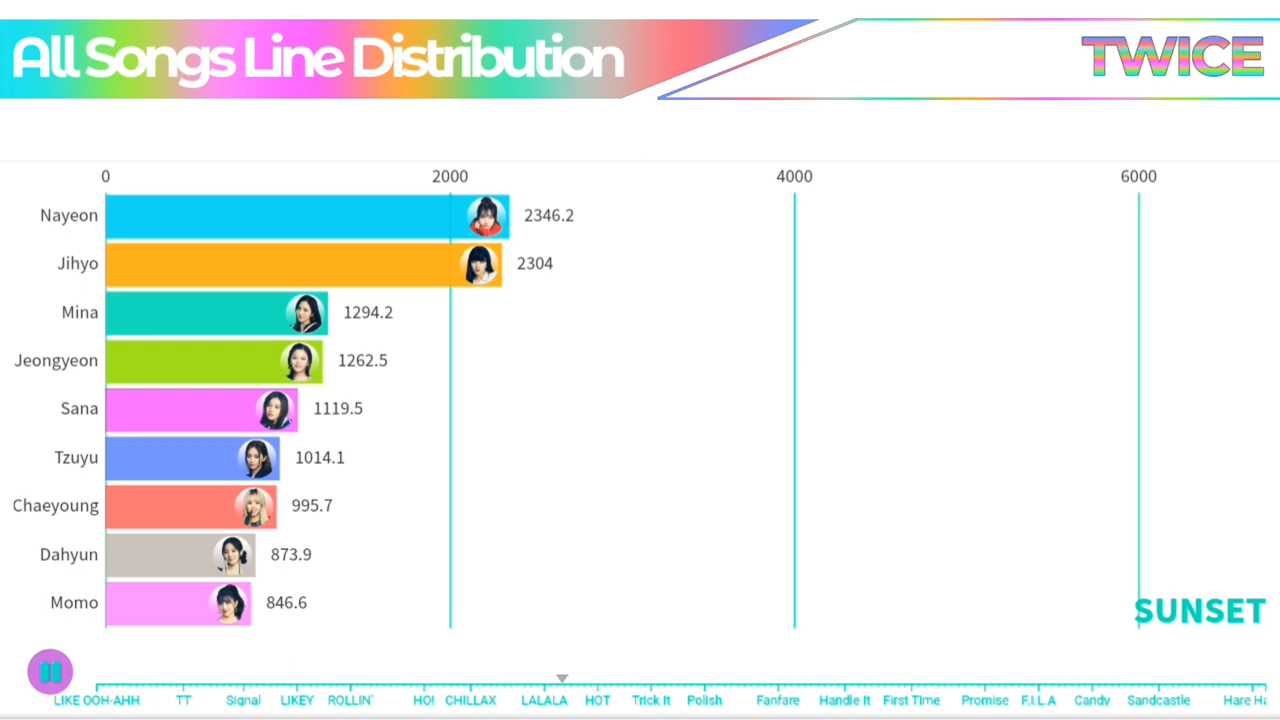 All Songs Line Distribution
TWICE
0 2000 4000 6000
Nayeon 2346.2
Jihyo 2304
Mina 1294.2
Jeongyeon 1262.5
Sana 1119.5
Tzuyu 1014.1
Chaeyoung 995.7
Dahyun 873.9
Momo 846.6
SUNSET
LIKE OOH-AHH TT Signal LIKEY ROLLIN' HO! CHILLAX LALALA HOT Trick It Polish Fanfare Handle It First Time Promise F.I.L.A Candy Sandcastle Hare